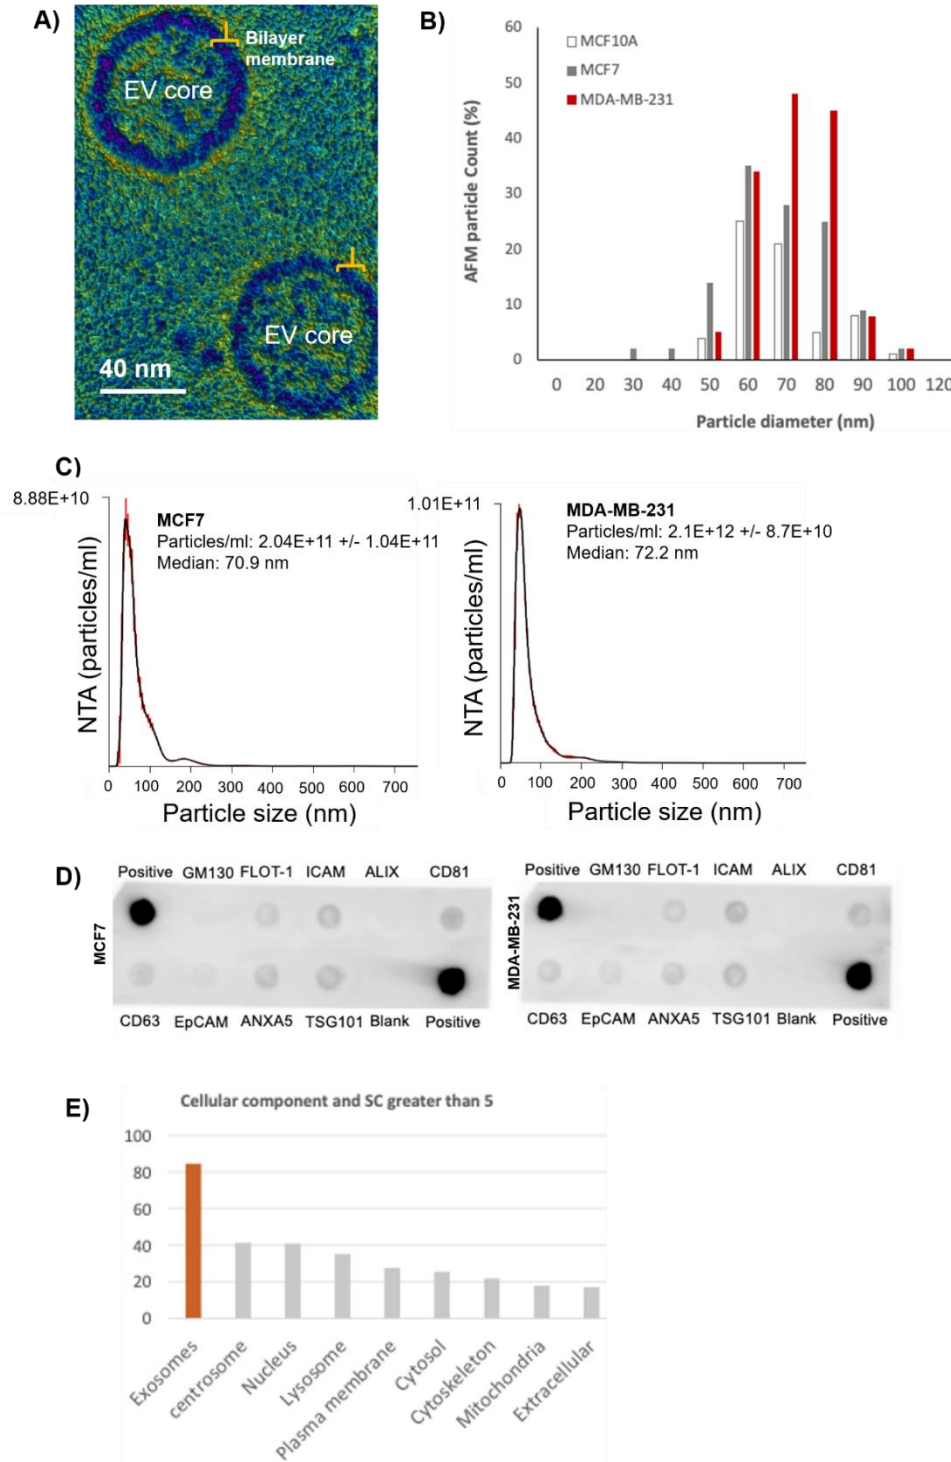 A)
Bilayer
membrane
EV core
EV core
40 nm
B)
60
50
40
30
20
10
0
AFM particle Count (%)
MCF10A
MCF7
MDA-MB-231
0 20 30 40 50 60 70 80 90 100 120
Particle diameter (nm)
C)
8.88E+10
MCF7
Particles/ml: 2.04E+11 +/- 1.04E+11
Median: 70.9 nm
NTA (particles/ml)
0 100 200 300 400 500 600 700
Particle size (nm)
1.01E+11
MDA-MB-231
Particles/ml: 2.1E+12 +/- 8.7E+10
Median: 72.2 nm
NTA (particles/ml)
0 100 200 300 400 500 600 700
Particle size (nm)
D)
Positive GM130 FLOT-1 ICAM ALIX CD81
MCF7
CD63 EpCAM ANXA5 TSG101 Blank Positive
Positive GM130 FLOT-1 ICAM ALIX CD81
MDA-MB-231
CD63 EpCAM ANXA5 TSG101 Blank Positive
E)
Cellular component and SC greater than 5
100
80
60
40
20
0
Exosomes
centrosome
Nucleus
Lysosome
Plasma membrane
Cytosol
Cytoskeleton
Mitochondria
Extracellular